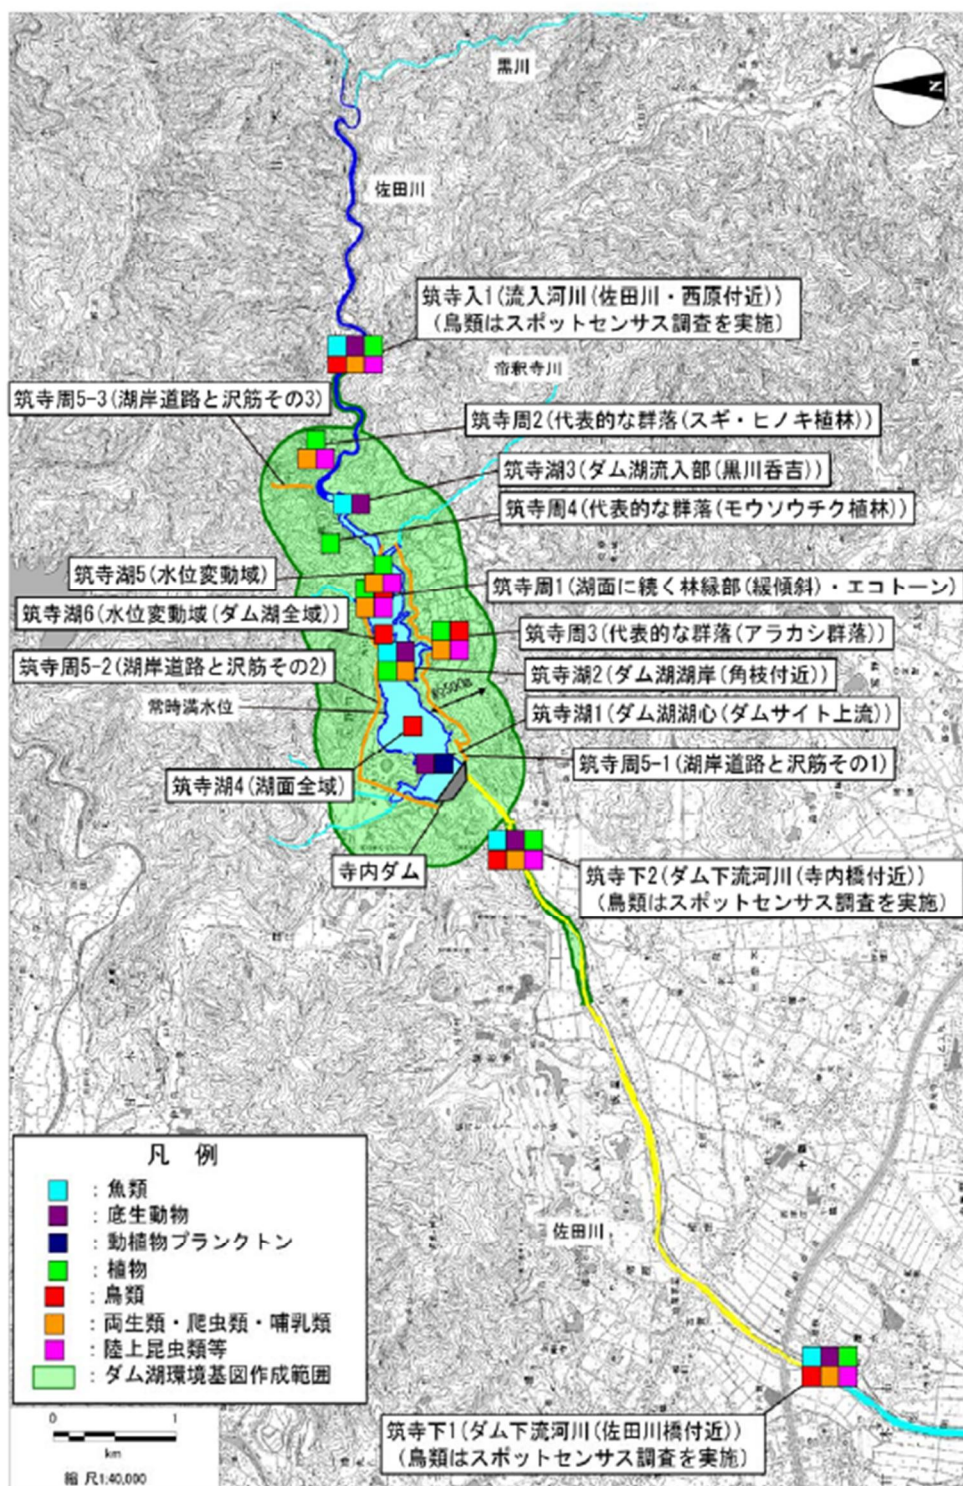 黒川
N
佐田川
筑寺入1(流入河川(佐田川・西原付近))
(鳥類はスポットセンサス調査を実施)
帝釈寺川
筑寺周5-3(湖岸道路と沢筋その3)
筑寺周2(代表的な群落(スギ・ヒノキ植林))
筑寺湖3(ダム湖流入部(黒川呑吉))
筑寺周4(代表的な群落(モウソウチク植林))
筑寺湖5(水位変動域)
筑寺周1(湖面に続く林縁部(緩傾斜)・エコトーン)
筑寺湖6(水位変動域(ダム湖全域))
筑寺周3(代表的な群落(アラカシ群落))
筑寺周5-2(湖岸道路と沢筋その2)
筑寺湖2(ダム湖湖岸(角枝付近))
約500m
常時満水位
筑寺湖1(ダム湖湖心(ダムサイト上流))
筑寺周5-1(湖岸道路と沢筋その1)
筑寺湖4(湖面全域)
寺内ダム
筑寺下2(ダム下流河川(寺内橋付近))
(鳥類はスポットセンサス調査を実施)
凡 例
:魚類
:底生動物
:動植物プランクトン
:植物
:鳥類
:両生類・爬虫類・哺乳類
:陸上昆虫類等
:ダム湖環境基図作成範囲
佐田川
0 1
km
縮 尺1:40,000
筑寺下1(ダム下流河川(佐田川橋付近))
(鳥類はスポットセンサス調査を実施)